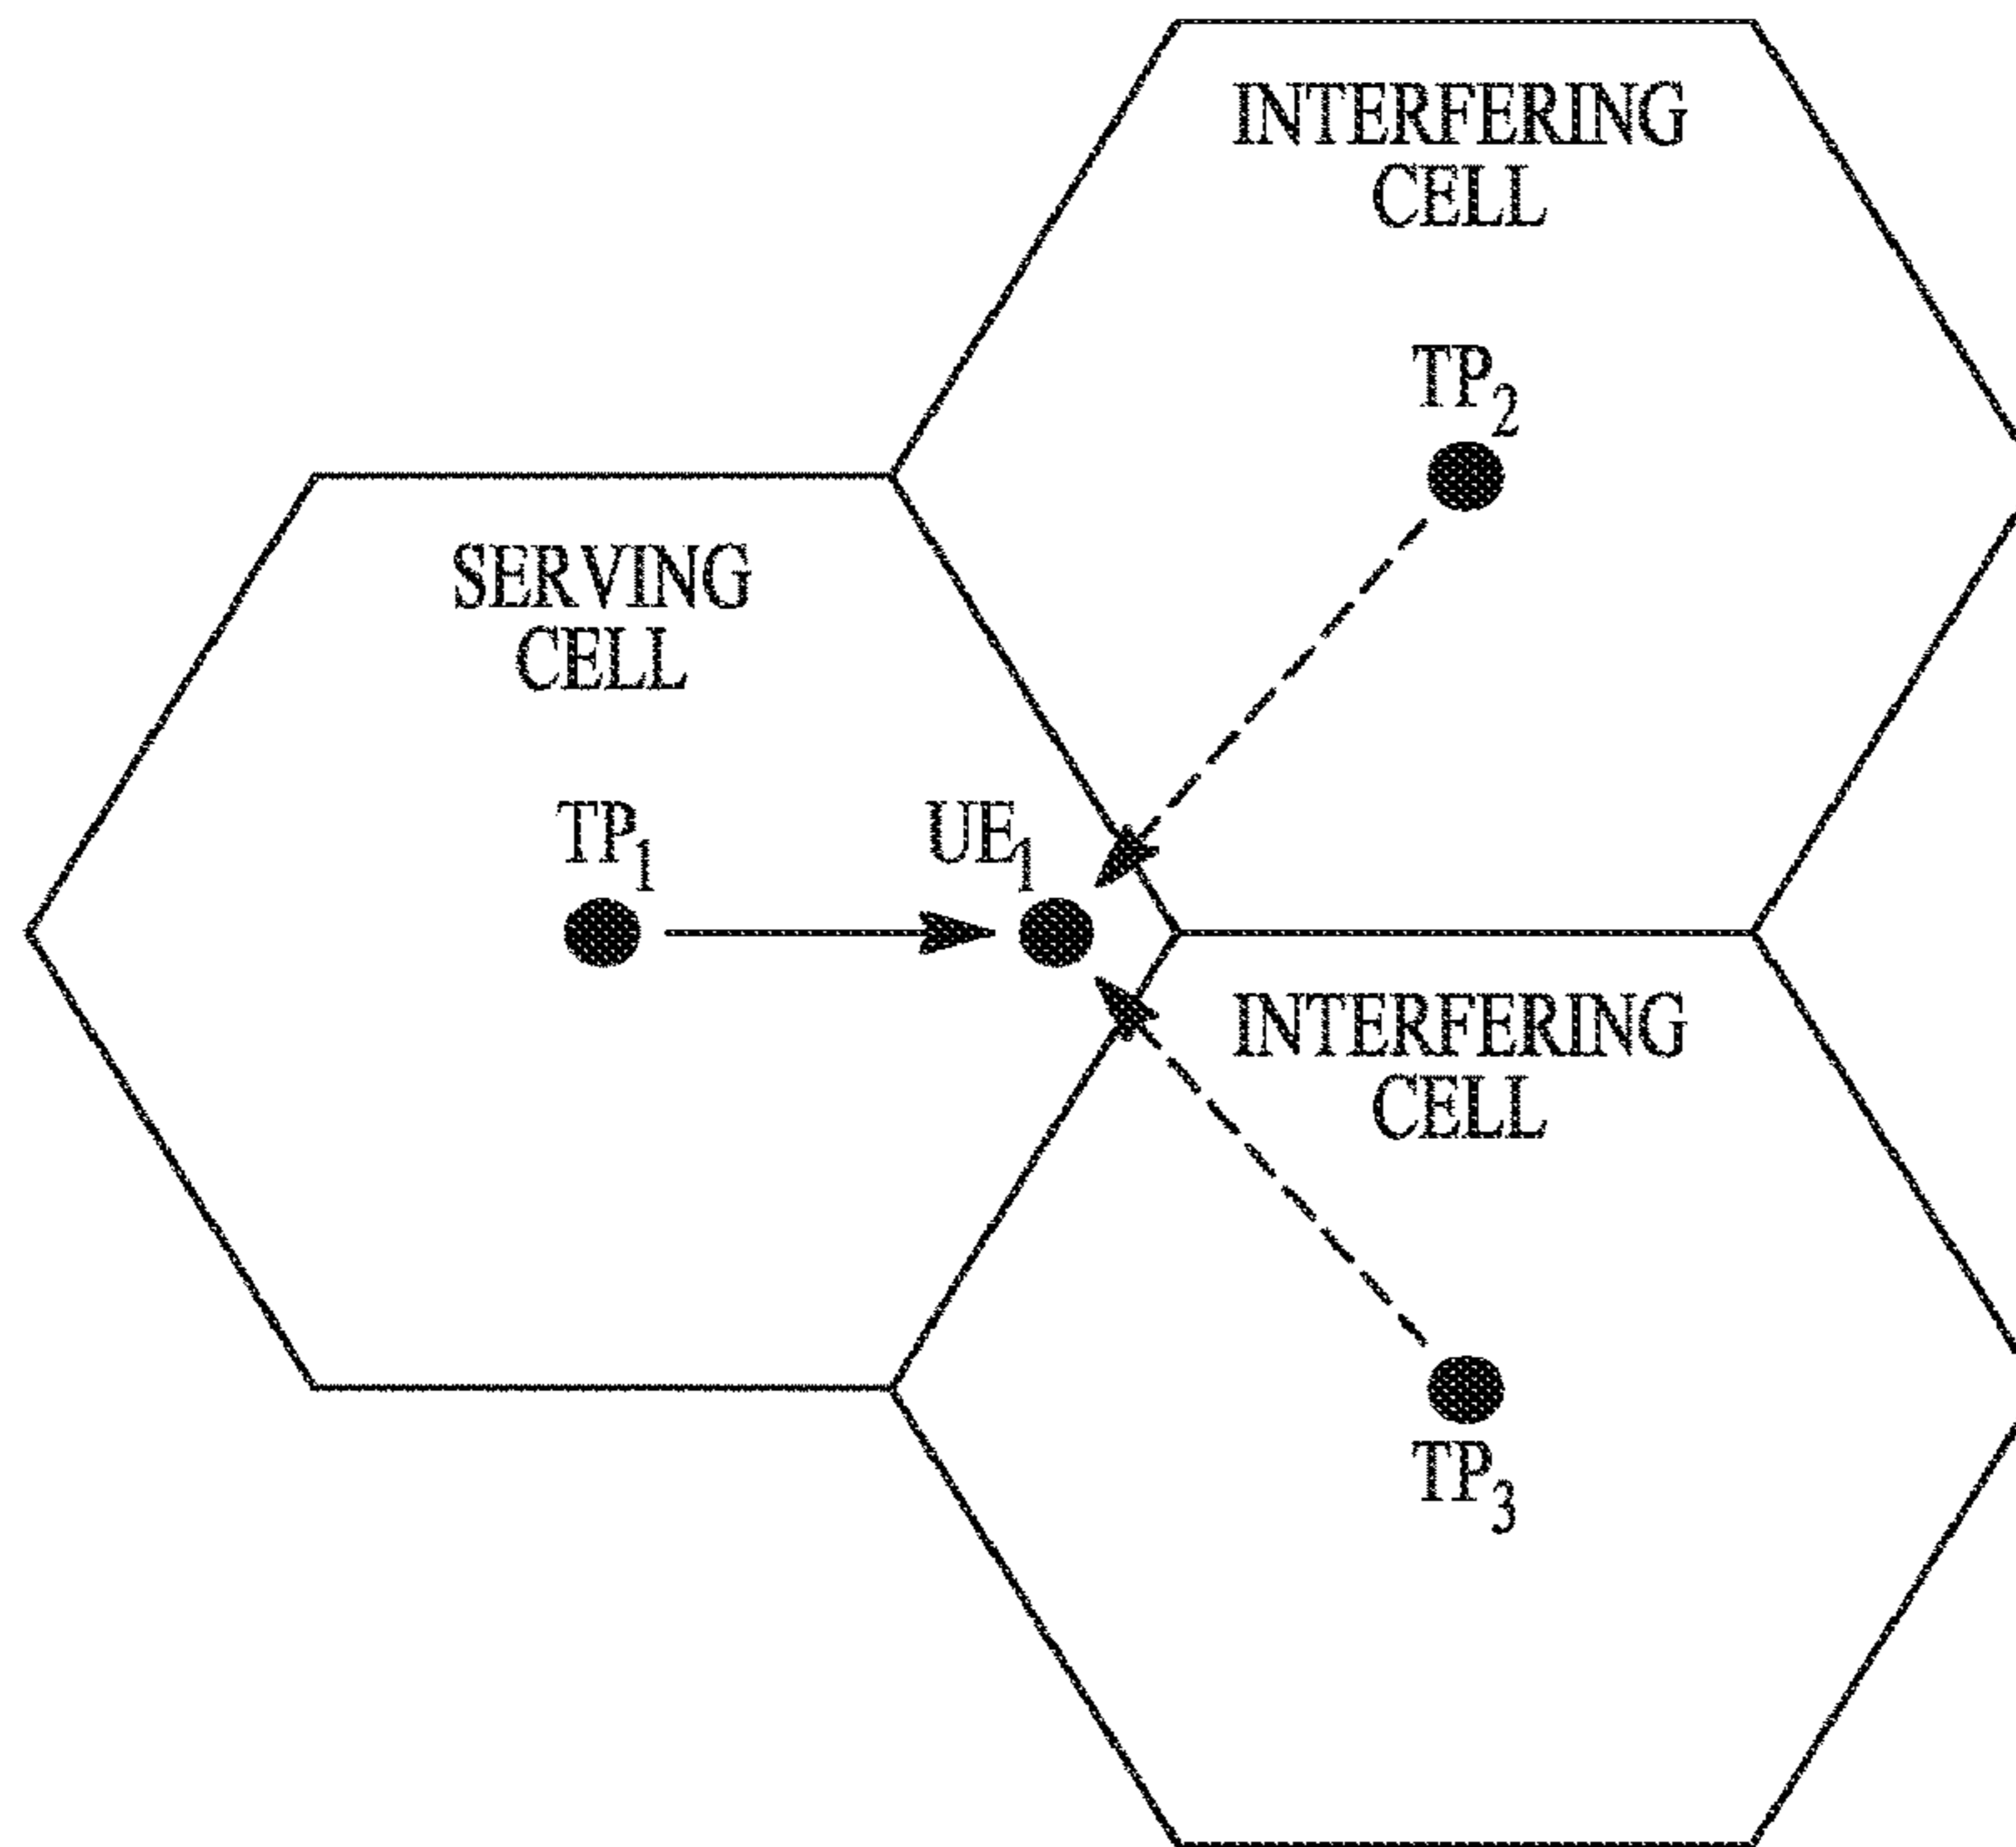 INTERFERING
CELL
TP2
SERVING
CELL
TP1
UE1
INTERFERING
CELL
TP3